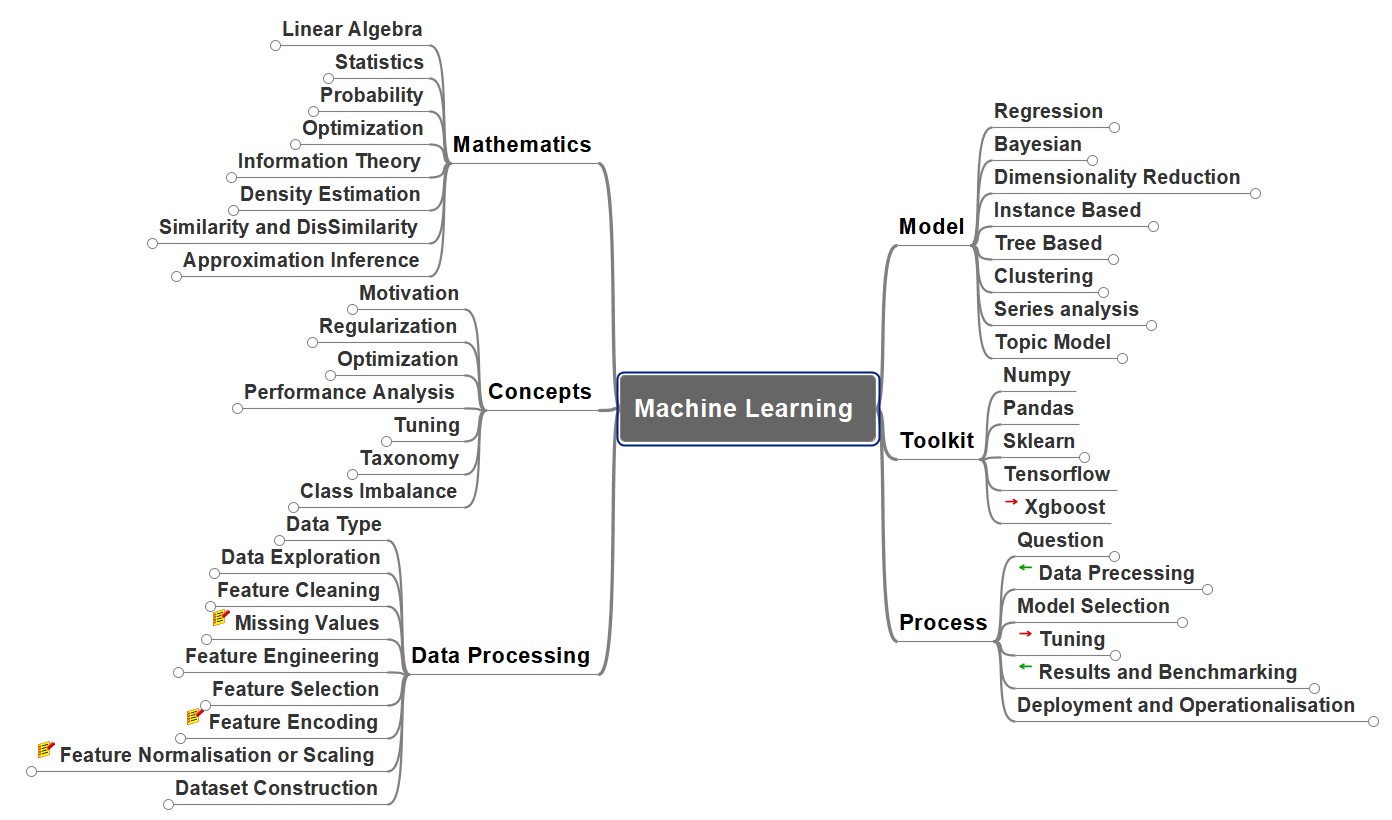 Linear Algebra
Statistics
Probability
Optimization
Information Theory
Density Estimation
Similarity and DisSimilarity
Approximation Inference
Mathematics
Motivation
Regularization
Optimization
Performance Analysis
Tuning
Taxonomy
Class Imbalance
Concepts
Data Type
Data Exploration
Feature Cleaning
Missing Values
Feature Engineering
Feature Selection
Feature Encoding
Feature Normalisation or Scaling
Dataset Construction
Data Processing
Machine Learning
Model
Regression
Bayesian
Dimensionality Reduction
Instance Based
Tree Based
Clustering
Series analysis
Topic Model
Toolkit
Numpy
Pandas
Sklearn
Tensorflow
Xgboost
Process
Question
Data Precessing
Model Selection
Tuning
Results and Benchmarking
Deployment and Operationalisation